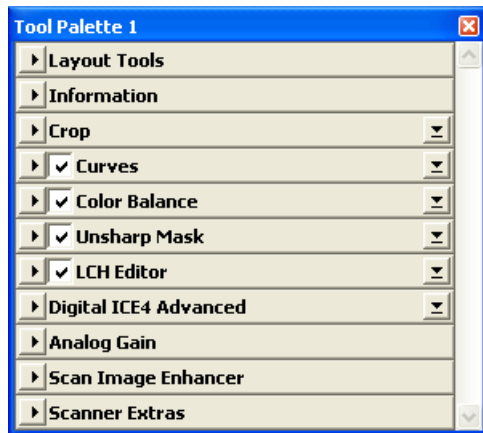 Tool Palette 1
Layout Tools
Information
Crop
Curves
Color Balance
Unsharp Mask
LCH Editor
Digital ICE4 Advanced
Analog Gain
Scan Image Enhancer
Scanner Extras